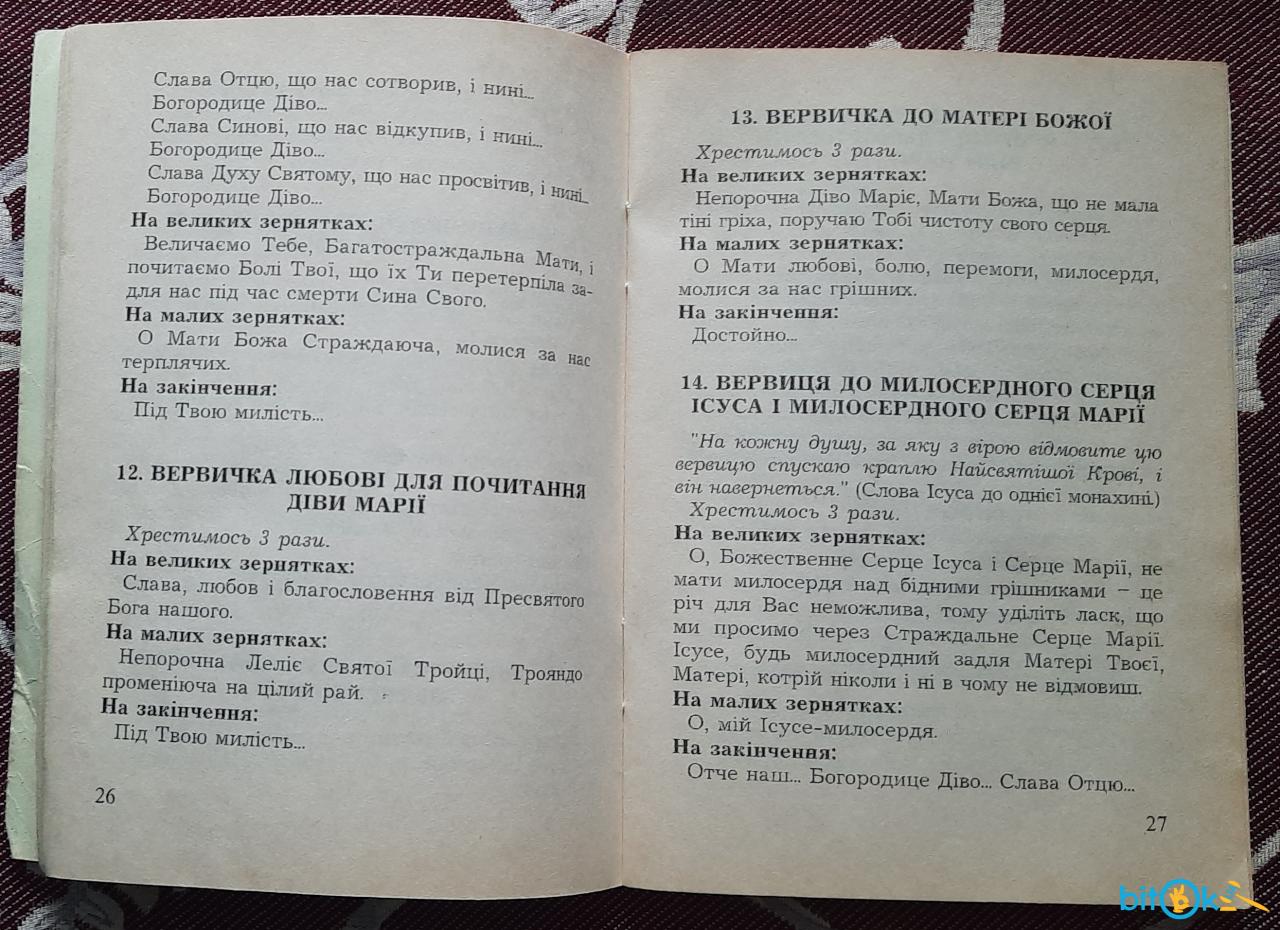 Слава Отцю, що нас сотворив, і нині...
Богородице Діво...
Слава Синові, що нас відкупив, і нині...
Богородице Діво...
Слава Духу Святому, що нас просвітив, і нині...
Богородице Діво...
На великих зернятках:
Величаємо Тебе, Багатостраждальна Мати, і
почитаємо Болі Твої, що їх Ти перетерпіла за-
для нас під час смерти Сина Свого.
На малих зернятках:
О Мати Божа Страждаюча, молися за нас
терплячих.
На закінчення:
Під Твою милість...
12. ВЕРВИЧКА ЛЮБОВІ ДЛЯ ПОЧИТАННЯ
ДІВИ МАРІЇ
Хрестимось 3 рази.
На великих зернятках:
Слава, любов і благословення від Пресвятого
Бога нашого.
На малих зернятках:
Непорочна Леліє Святої Тройці, Трояндо
променіюча на цілий рай.
На закінчення:
Під Твою милість...
26
13. ВЕРВИЧКА ДО МАТЕРІ БОЖОЇ
Хрестимось 3 рази.
На великих зернятках:
Непорочна Діво Маріє, Мати Божа, що не мала
тіні гріха, поручаю Тобі чистоту свого серця.
На малих зернятках:
О Мати любові, болю, перемоги, милосердя,
молися за нас грішних.
На закінчення:
Достойно...
14. ВЕРВИЦЯ ДО МИЛОСЕРДНОГО СЕРЦЯ
ІСУСА І МИЛОСЕРДНОГО СЕРЦЯ МАРІЇ
"На кожну душу, за яку з вірою відмовите цю
вервицю спускаю краплю Найсвятішої Крові, і
він навернеться." (Слова Ісуса до однієї монахині.)
Хрестимось 3 рази.
На великих зернятках:
О, Божественне Серце Ісуса і Серце Марії, не
мати милосердя над бідними грішниками – це
річ для Вас неможлива, тому уділіть ласк, що
ми просимо через Страждальне Серце Марії.
Ісусе, будь милосердний задля Матері Твоєї,
Матері, котрій ніколи і ні в чому не відмовиш.
На малих зернятках:
О, мій Ісусе-милосердя.
На закінчення:
Отче наш... Богородице Діво... Слава Отцю...
27
bitOk